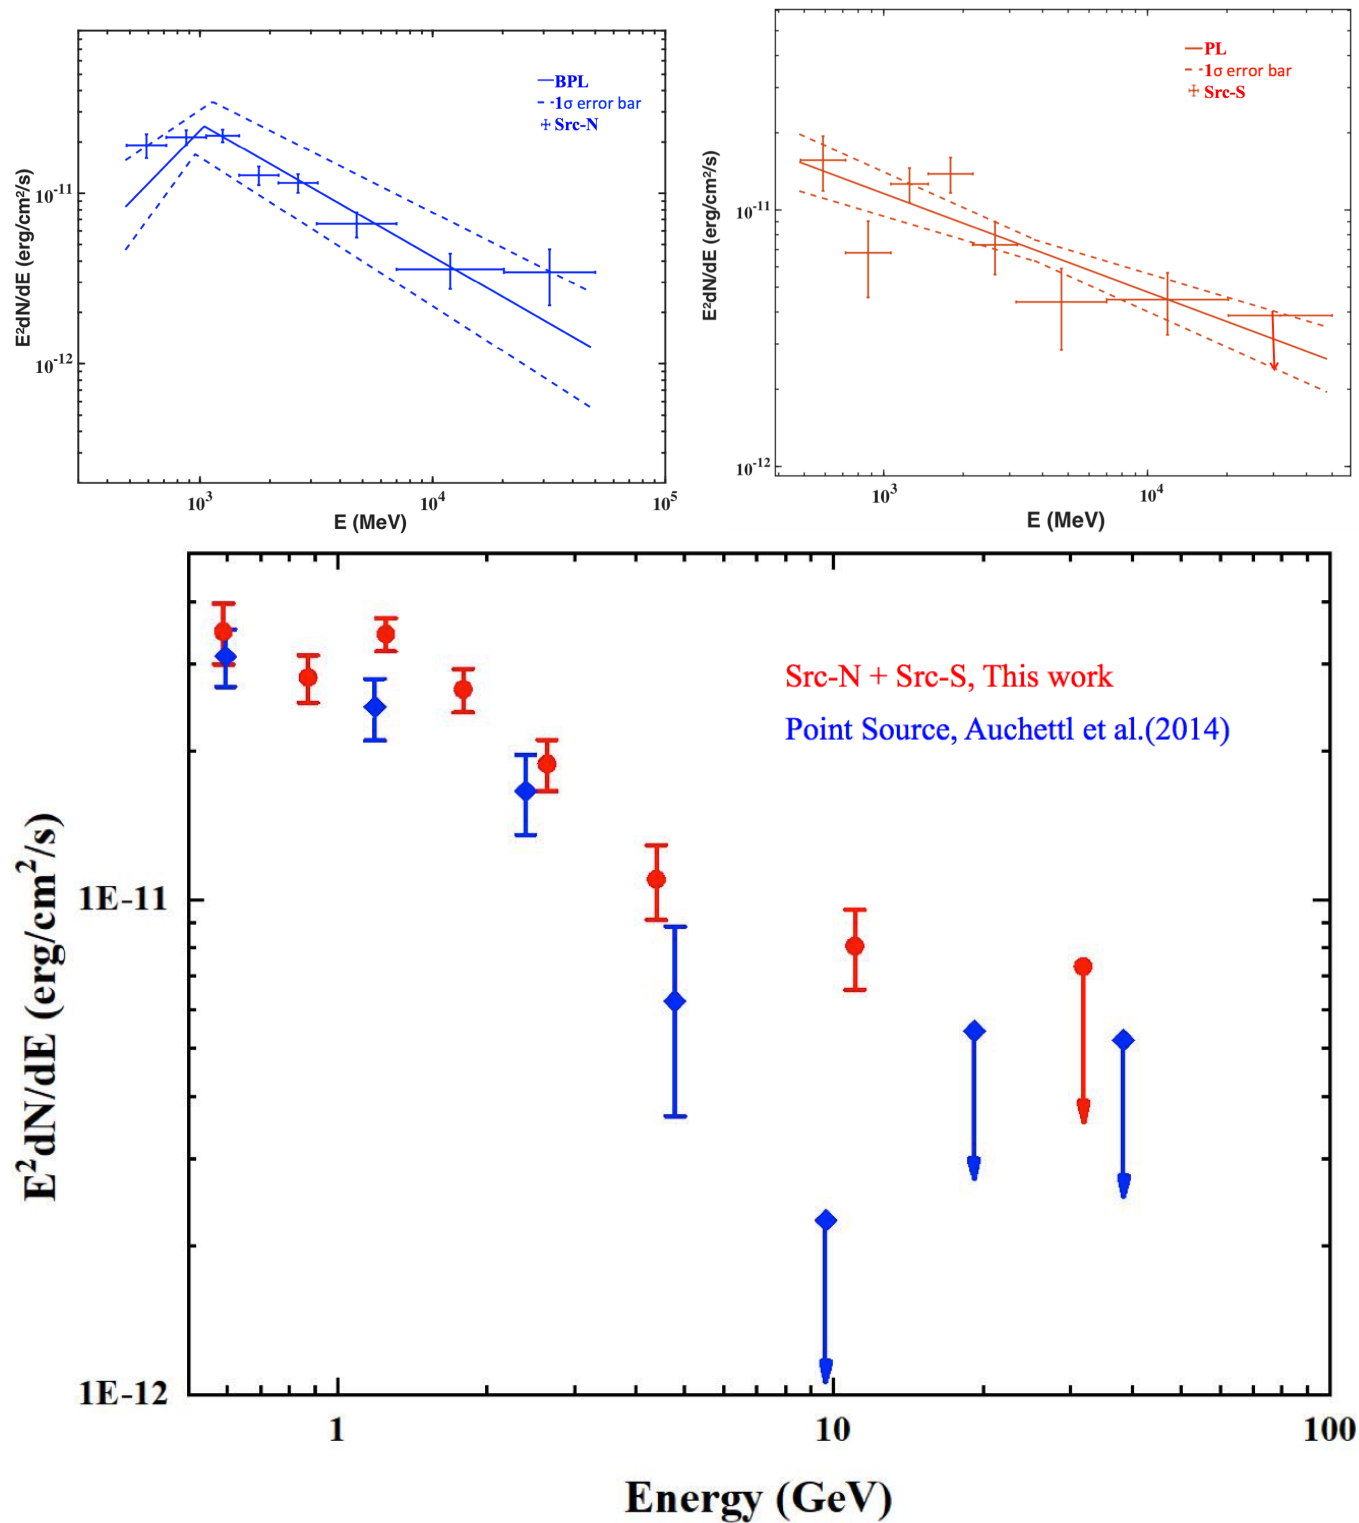 BPL
1σ error bar
Src-N
E²dN/dE (erg/cm²/s)
10⁻¹¹
10⁻¹²
10³
10⁴
10⁵
E (MeV)
PL
1σ error bar
Src-S
E²dN/dE (erg/cm²/s)
10⁻¹¹
10⁻¹²
10³
10⁴
E (MeV)
Src-N + Src-S, This work
Point Source, Auchettl et al.(2014)
E²dN/dE (erg/cm²/s)
1E-11
1E-12
1
10
100
Energy (GeV)